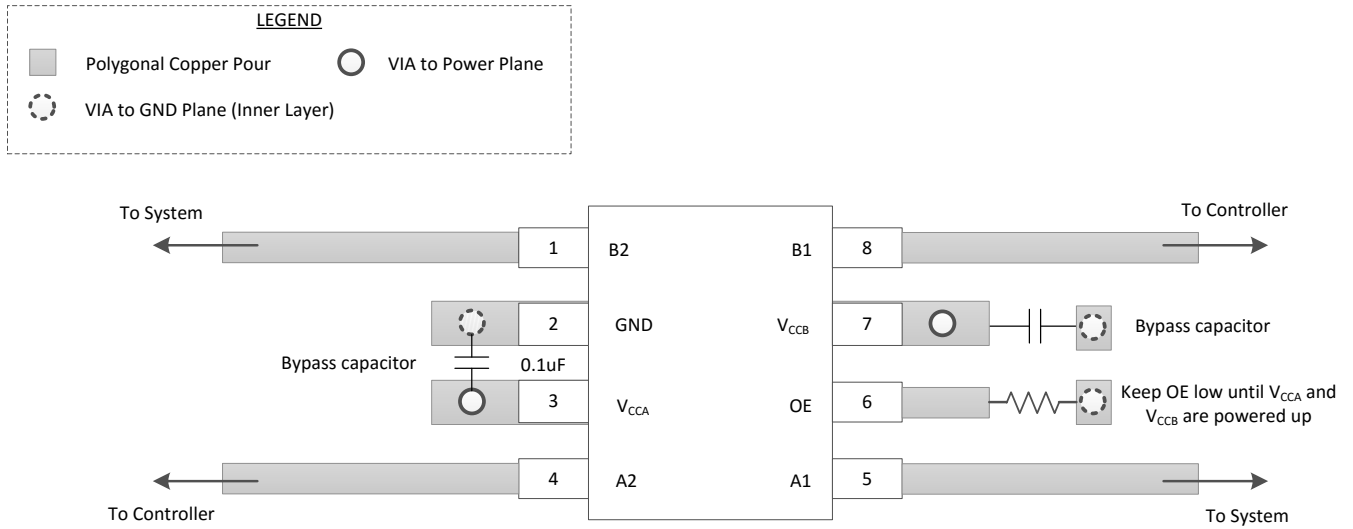 LEGEND
Polygonal Copper Pour
VIA to Power Plane
VIA to GND Plane (Inner Layer)
To System
To Controller
1
B2
B1
8
2
GND
VCCB
7
Bypass capacitor
Bypass capacitor
0.1uF
3
VCCA
OE
6
Keep OE low until VCCA and
VCCB are powered up
4
A2
A1
5
To Controller
To System